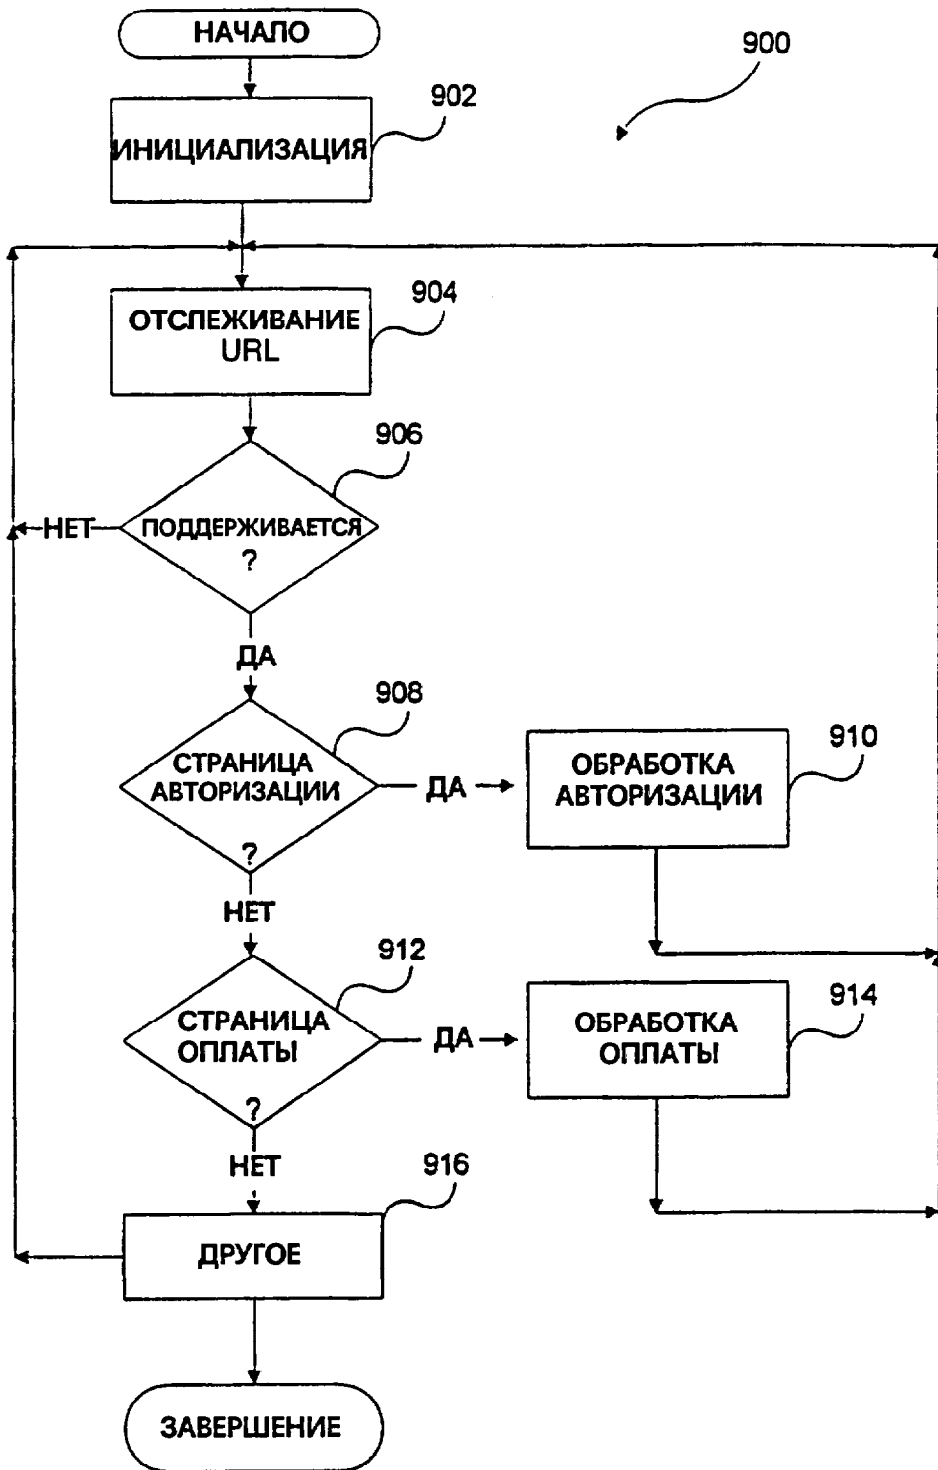 НАЧАЛО
900
902
ИНИЦИАЛИЗАЦИЯ
904
ОТСЛЕЖИВАНИЕ
URL
906
НЕТ
ПОДДЕРЖИВАЕТСЯ
?
ДА
908
СТРАНИЦА
АВТОРИЗАЦИИ
?
ДА
910
ОБРАБОТКА
АВТОРИЗАЦИИ
НЕТ
912
СТРАНИЦА
ОПЛАТЫ
?
ДА
914
ОБРАБОТКА
ОПЛАТЫ
НЕТ
916
ДРУГОЕ
ЗАВЕРШЕНИЕ